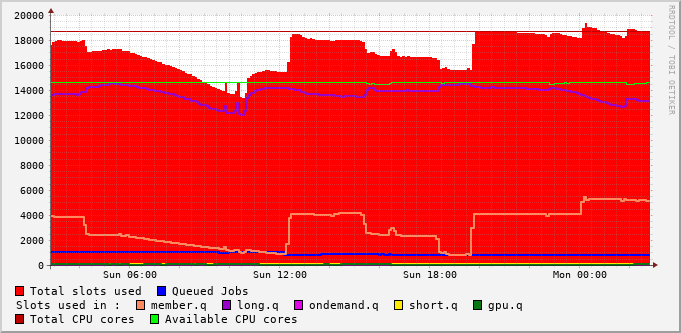 20000
18000
16000
14000
12000
10000
8000
6000
4000
2000
0
Sun 06:00 Sun 12:00 Sun 18:00 Mon 00:00
RRDTOOL / TOBI OETIKER
Total slots used Queued Jobs
Slots used in : member.q long.q ondemand.q short.q gpu.q
Total CPU cores Available CPU cores